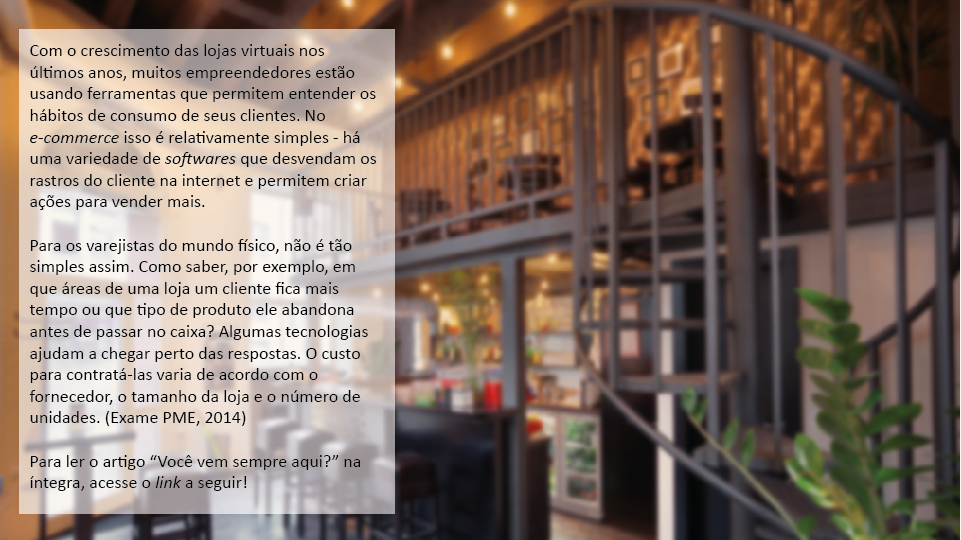 Com o crescimento das lojas virtuais nos
últimos anos, muitos empreendedores estão
usando ferramentas que permitem entender os
hábitos de consumo de seus clientes. No
e-commerce isso é relativamente simples - há
uma variedade de softwares que desvendam os
rastros do cliente na internet e permitem criar
ações para vender mais.
Para os varejistas do mundo físico, não é tão
simples assim. Como saber, por exemplo, em
que áreas de uma loja um cliente fica mais
tempo ou que tipo de produto ele abandona
antes de passar no caixa? Algumas tecnologias
ajudam a chegar perto das respostas. O custo
para contratá-las varia de acordo com o
fornecedor, o tamanho da loja e o número de
unidades. (Exame PME, 2014)
Para ler o artigo “Você vem sempre aqui?” na
íntegra, acesse o link a seguir!